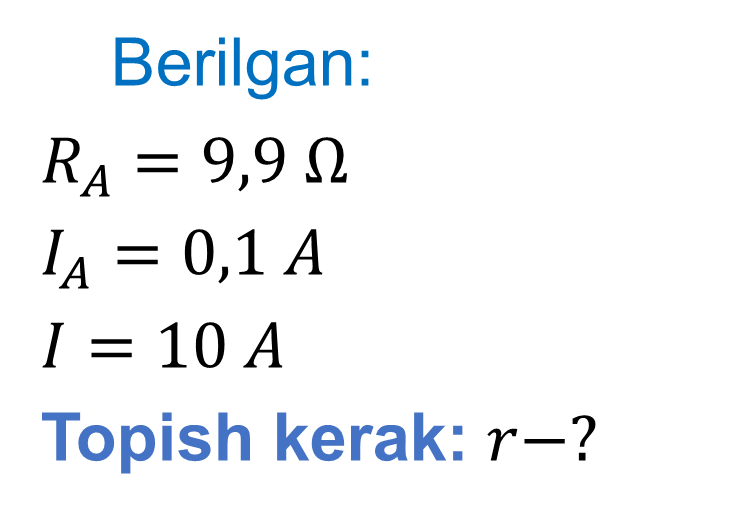 Berilgan:
R_A = 9,9 Ω
I_A = 0,1 A
I = 10 A
Topish kerak: r−?